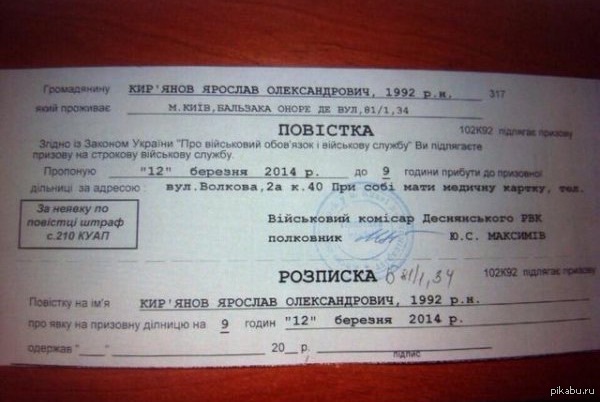 Громадянину КИР'ЯНОВ ЯРОСЛАВ ОЛЕКСАНДРОВИЧ, 1992 р.н. 317
який проживає М.КИЇВ, БАЛЬЗАКА ОНОРЕ ДЕ ВУЛ, 81/1, 34
ПОВІСТКА 102К92 підлягає призову
Згідно із Законом України "Про військовий обов'язок і військову службу" Ви підлягаєте
призову на строкову військову службу.
Пропоную "12" березня 2014 р. до 9 години прибути до призовної
дільниці за адресою : вул.Волкова,2а к.40 При собі мати медичну картку, тел.
За неявку по
повістці штраф
с.210 КУАП
Військовий комісар Деснянського РВК
полковник Ю.С. МАКСИМІВ
РОЗПИСКА 81/1,34 102К92 підлягає призову
Повістку на ім'я КИР'ЯНОВ ЯРОСЛАВ ОЛЕКСАНДРОВИЧ, 1992 р.н.
про явку на призовну дільницю на 9 годин "12" березня 2014 р.
одержав "___" ____________ 20__ р. 
підпис
pikabu.ru